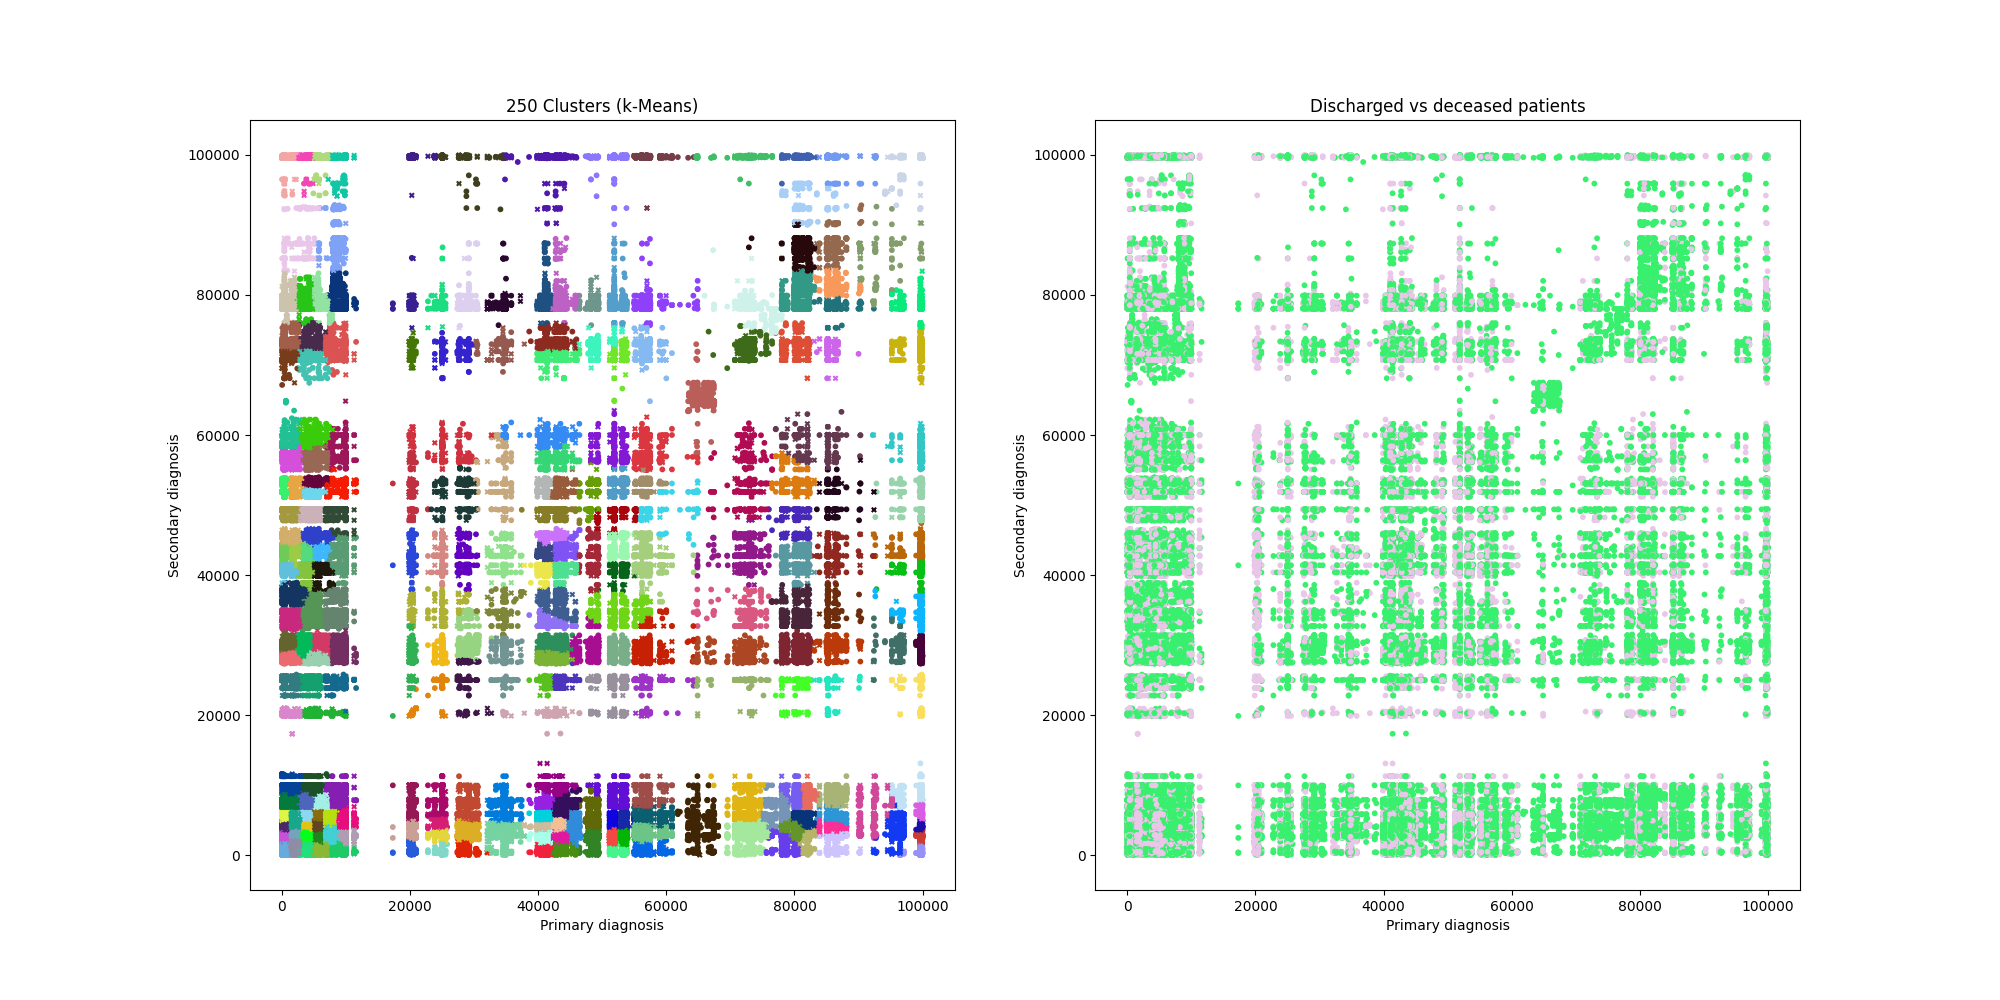 250 Clusters (k-Means)
100000
80000
60000
40000
20000
0
Secondary diagnosis
0 20000 40000 60000 80000 100000
Primary diagnosis
Discharged vs deceased patients
100000
80000
60000
40000
20000
0
Secondary diagnosis
0 20000 40000 60000 80000 100000
Primary diagnosis